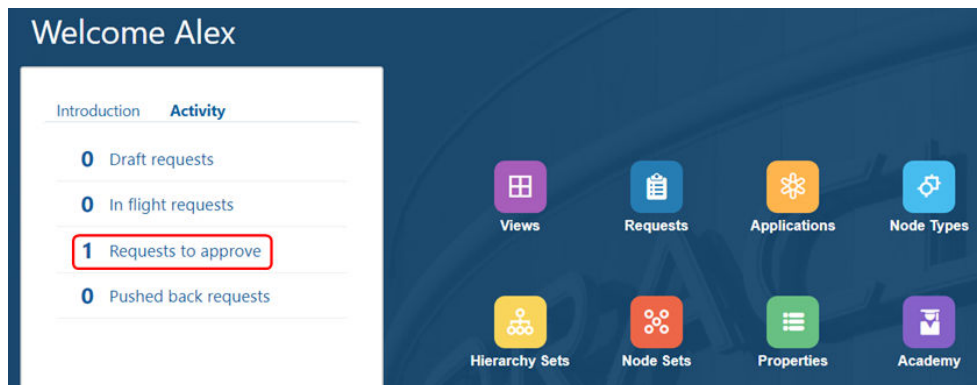 Welcome Alex
Introduction Activity
0 Draft requests
0 In flight requests
1 Requests to approve
0 Pushed back requests
Views Requests Applications Node Types
Hierarchy Sets Node Sets Properties Academy